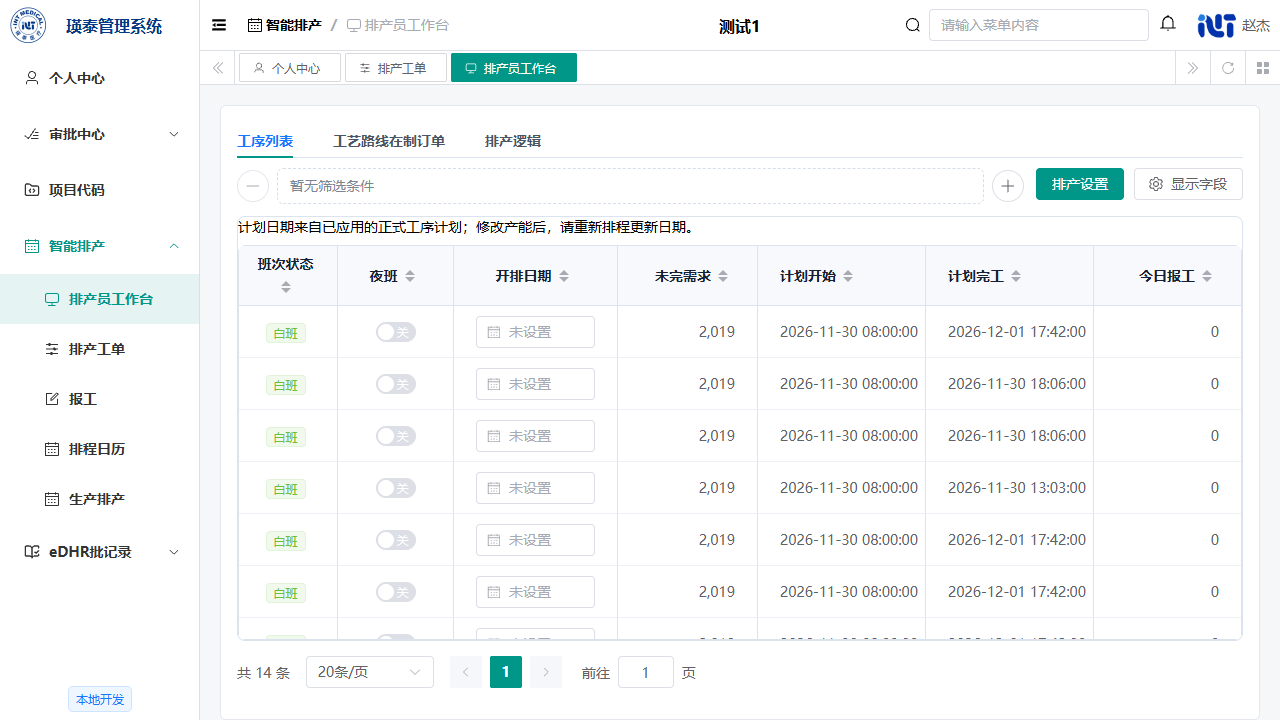 瑛泰管理系统
智能排产 / 排产员工作台
测试1
请输入菜单内容
赵杰
个人中心
排产工单
排产员工作台
个人中心
审批中心
项目代码
智能排产
排产员工作台
排产工单
报工
排程日历
生产排产
eDHR批记录
本地开发
工序列表 工艺路线在制订单 排产逻辑
暂无筛选条件
排产设置
显示字段
计划日期来自已应用的正式工序计划；修改产能后，请重新排程更新日期。
班次状态 夜班 开排日期 未完需求 计划开始 计划完工 今日报工
白班 关 未设置 2,019 2026-11-30 08:00:00 2026-12-01 17:42:00 0
白班 关 未设置 2,019 2026-11-30 08:00:00 2026-11-30 18:06:00 0
白班 关 未设置 2,019 2026-11-30 08:00:00 2026-11-30 18:06:00 0
白班 关 未设置 2,019 2026-11-30 08:00:00 2026-11-30 13:03:00 0
白班 关 未设置 2,019 2026-11-30 08:00:00 2026-12-01 17:42:00 0
白班 关 未设置 2,019 2026-11-30 08:00:00 2026-12-01 17:42:00 0
共 14 条 20条/页 1 前往 1 页